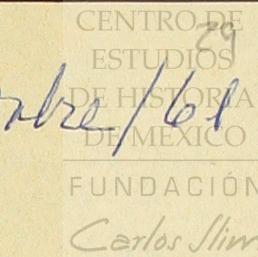 CENTRO DE
29
ESTUDIOS
DE HISTORIA
bre/61
DE MEXICO
FUNDACIÓN
Carlos Slim